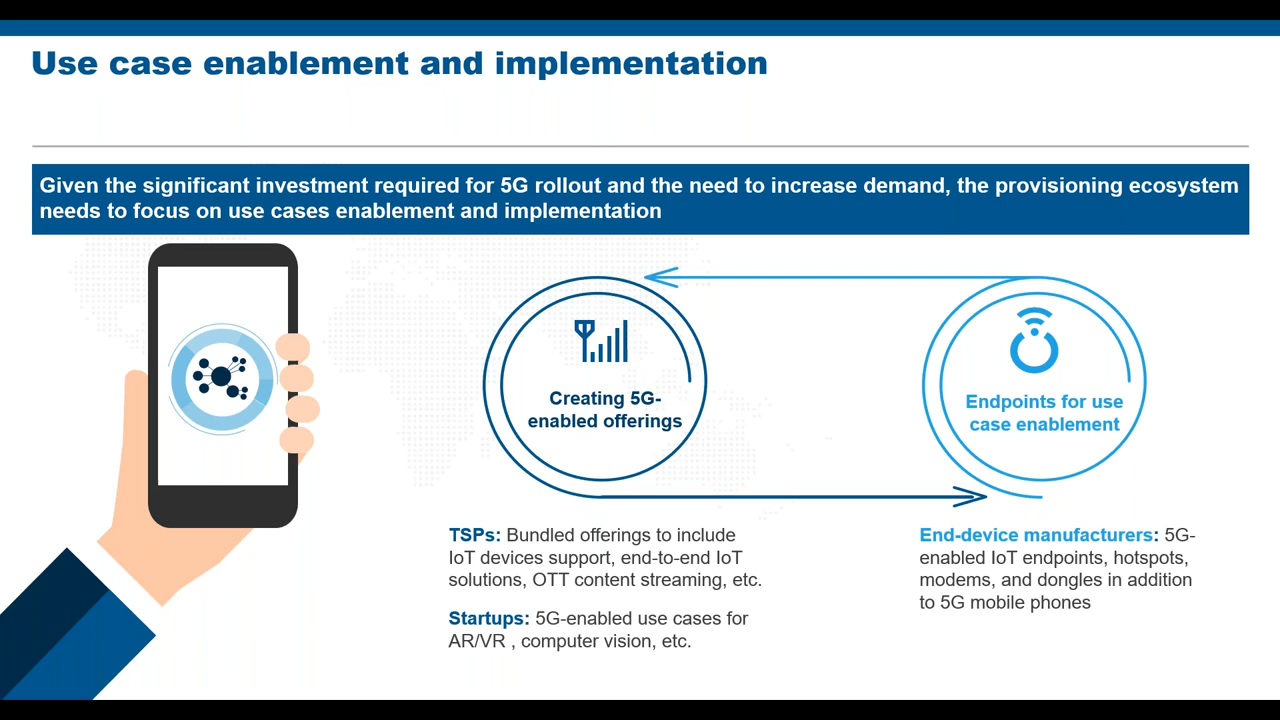 Use case enablement and implementation
Given the significant investment required for 5G rollout and the need to increase demand, the provisioning ecosystem
needs to focus on use cases enablement and implementation
Creating 5G-
enabled offerings
Endpoints for use
case enablement
TSPs: Bundled offerings to include
IoT devices support, end-to-end IoT
solutions, OTT content streaming, etc.
Startups: 5G-enabled use cases for
AR/VR , computer vision, etc.
End-device manufacturers: 5G-
enabled IoT endpoints, hotspots,
modems, and dongles in addition
to 5G mobile phones